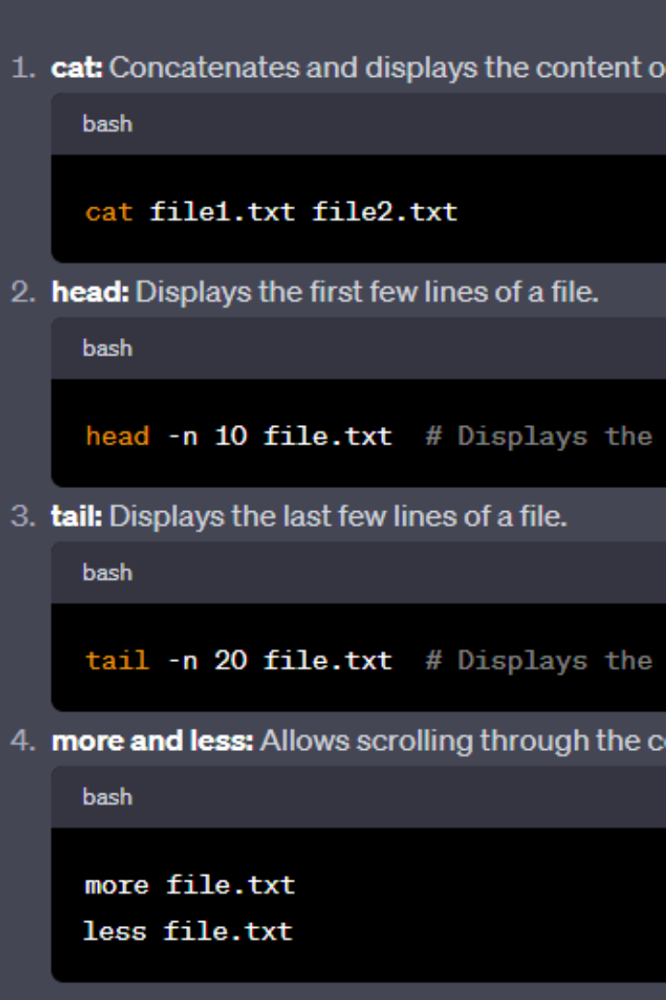 1. cat: Concatenates and displays the content o
bash
cat file1.txt file2.txt
2. head: Displays the first few lines of a file.
bash
head -n 10 file.txt  # Displays the
3. tail: Displays the last few lines of a file.
bash
tail -n 20 file.txt  # Displays the
4. more and less: Allows scrolling through the c
bash
more file.txt
less file.txt